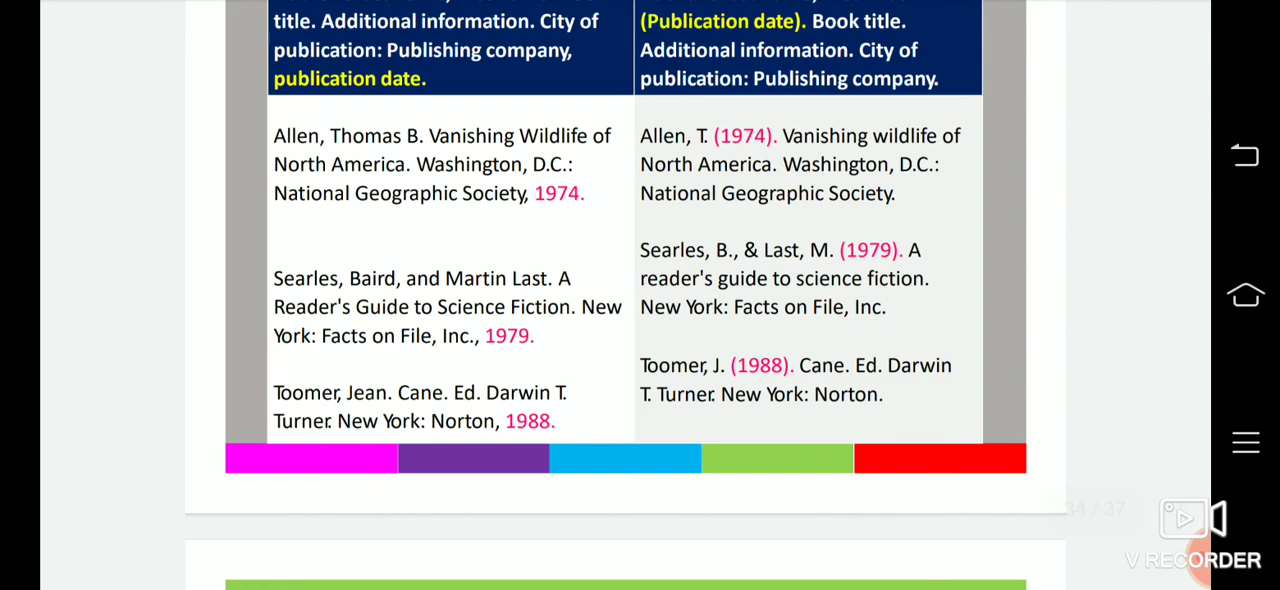 title. Additional information. City of
publication: Publishing company,
publication date.
(Publication date). Book title.
Additional information. City of
publication: Publishing company.
Allen, Thomas B. Vanishing Wildlife of
North America. Washington, D.C.:
National Geographic Society, 1974.
Searles, Baird, and Martin Last. A
Reader's Guide to Science Fiction. New
York: Facts on File, Inc., 1979.
Toomer, Jean. Cane. Ed. Darwin T.
Turner. New York: Norton, 1988.
Allen, T. (1974). Vanishing wildlife of
North America. Washington, D.C.:
National Geographic Society.
Searles, B., & Last, M. (1979). A
reader's guide to science fiction.
New York: Facts on File, Inc.
Toomer, J. (1988). Cane. Ed. Darwin
T. Turner. New York: Norton.
34 / 37
V RECORDER